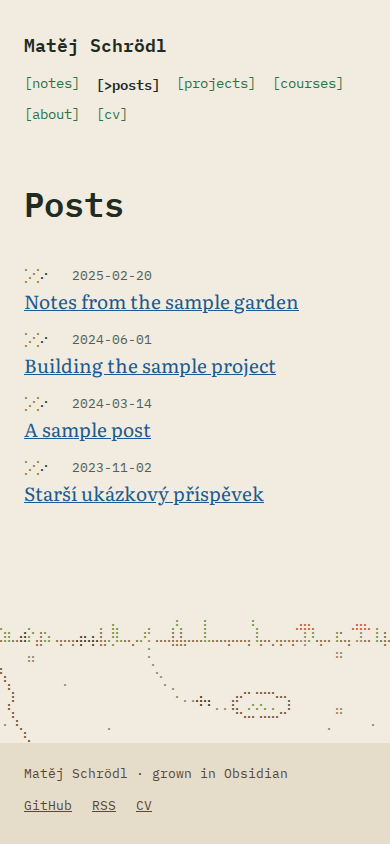 Matěj Schrödl
[notes] [>posts] [projects] [courses]
[about] [cv]
Posts
2025-02-20
Notes from the sample garden
2024-06-01
Building the sample project
2024-03-14
A sample post
2023-11-02
Starší ukázkový příspěvek
Matěj Schrödl · grown in Obsidian
GitHub RSS CV